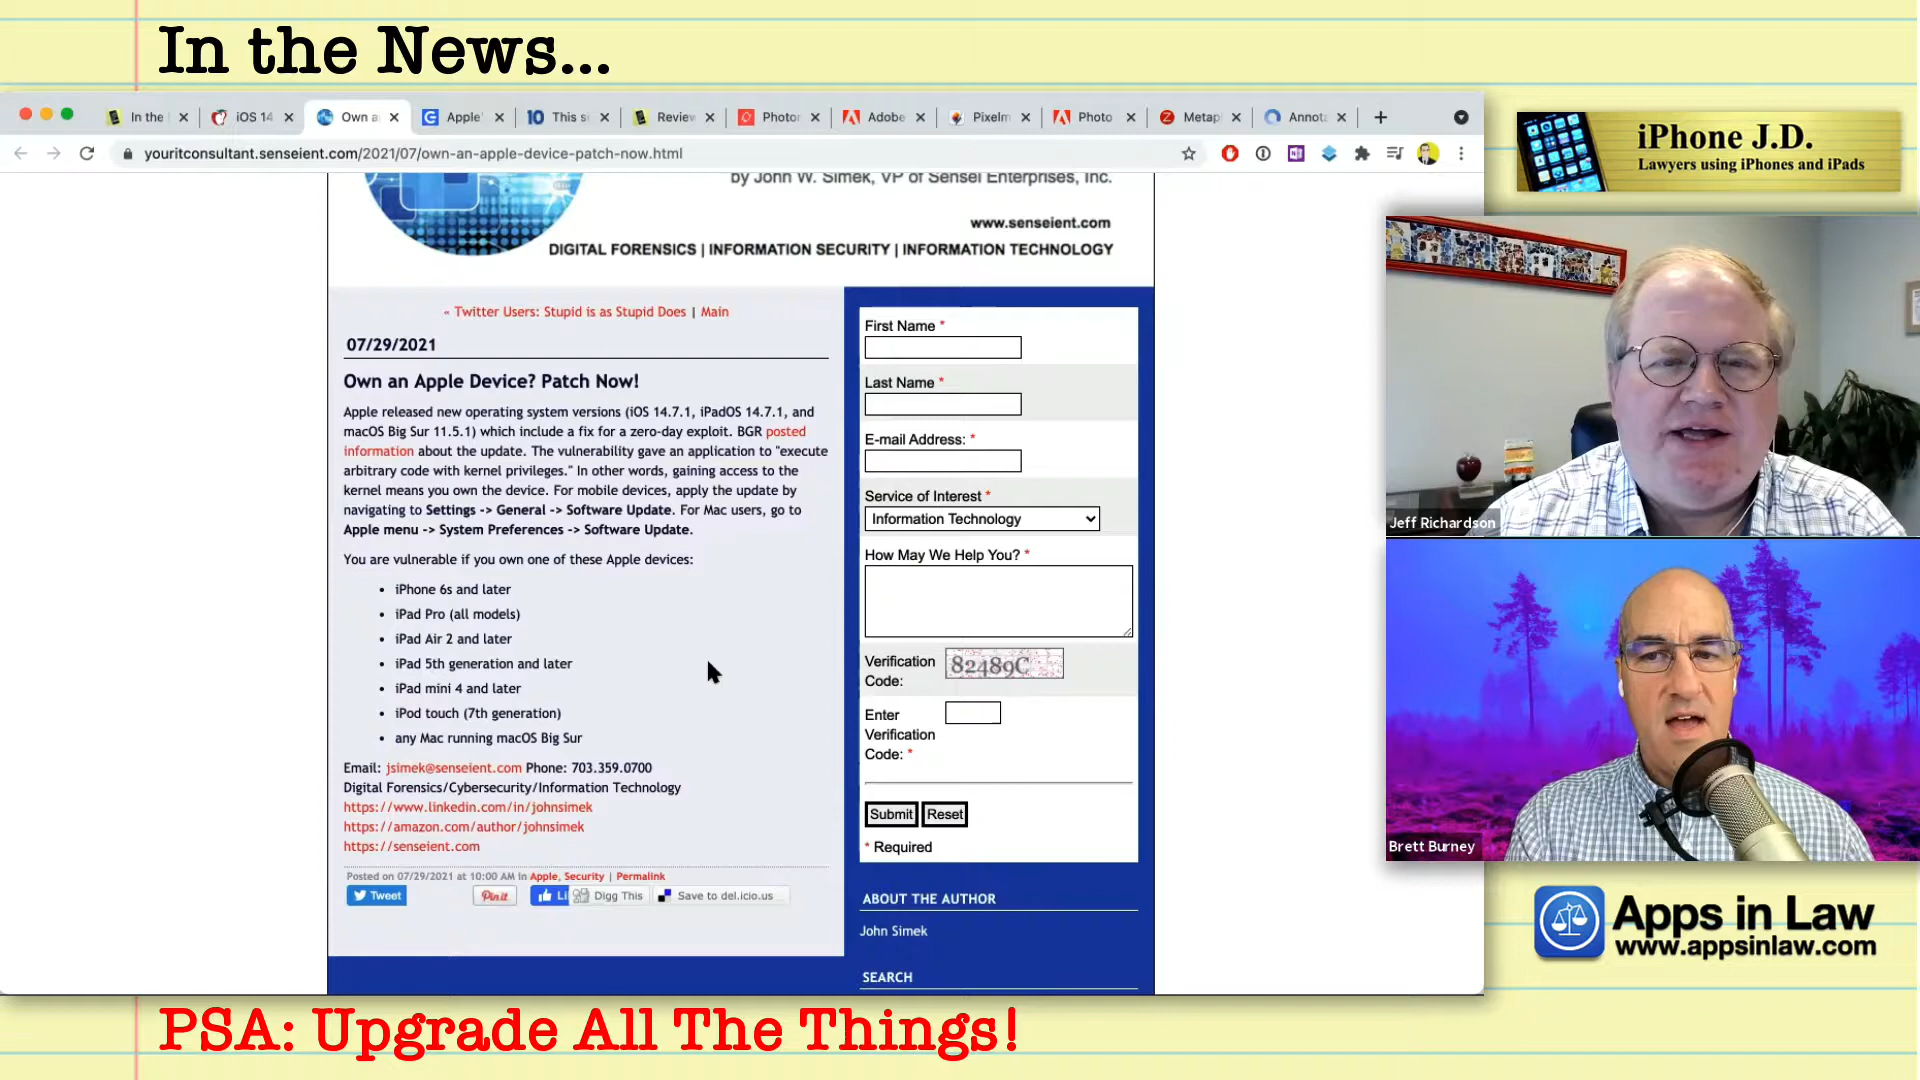 In the News...
In the
iOS 14
Own a
Apple'
This s
Review
Photo
Adobe
Pixelm
Photo
Metap
Annot
youritconsultant.senseient.com/2021/07/own-an-apple-device-patch-now.html
iPhone J.D.
Lawyers using iPhones and iPads
by John W. Simek, VP of Sensei Enterprises, Inc.
www.senseient.com
DIGITAL FORENSICS | INFORMATION SECURITY | INFORMATION TECHNOLOGY
« Twitter Users: Stupid is as Stupid Does | Main
07/29/2021
Own an Apple Device? Patch Now!
Apple released new operating system versions (iOS 14.7.1, iPadOS 14.7.1, and
macOS Big Sur 11.5.1) which include a fix for a zero-day exploit. BGR posted
information about the update. The vulnerability gave an application to "execute
arbitrary code with kernel privileges." In other words, gaining access to the
kernel means you own the device. For mobile devices, apply the update by
navigating to Settings -> General -> Software Update. For Mac users, go to
Apple menu -> System Preferences -> Software Update.
You are vulnerable if you own one of these Apple devices:
• iPhone 6s and later
• iPad Pro (all models)
• iPad Air 2 and later
• iPad 5th generation and later
• iPad mini 4 and later
• iPod touch (7th generation)
• any Mac running macOS Big Sur
Email: jsimek@senseient.com Phone: 703.359.0700
Digital Forensics/Cybersecurity/Information Technology
https://www.linkedin.com/in/johnsimek
https://amazon.com/author/johnsimek
https://senseient.com
Posted on 07/29/2021 at 10:00 AM in Apple, Security | Permalink
Tweet
Pin it
Li
Digg This
Save to del.icio.us
First Name *
Last Name *
E-mail Address: *
Service of Interest *
Information Technology
How May We Help You? *
Verification
Code:
82489C
Enter
Verification
Code: *
Submit
Reset
* Required
ABOUT THE AUTHOR
John Simek
SEARCH
Jeff Richardson
Brett Burney
Apps in Law
www.appsinlaw.com
PSA: Upgrade All The Things!